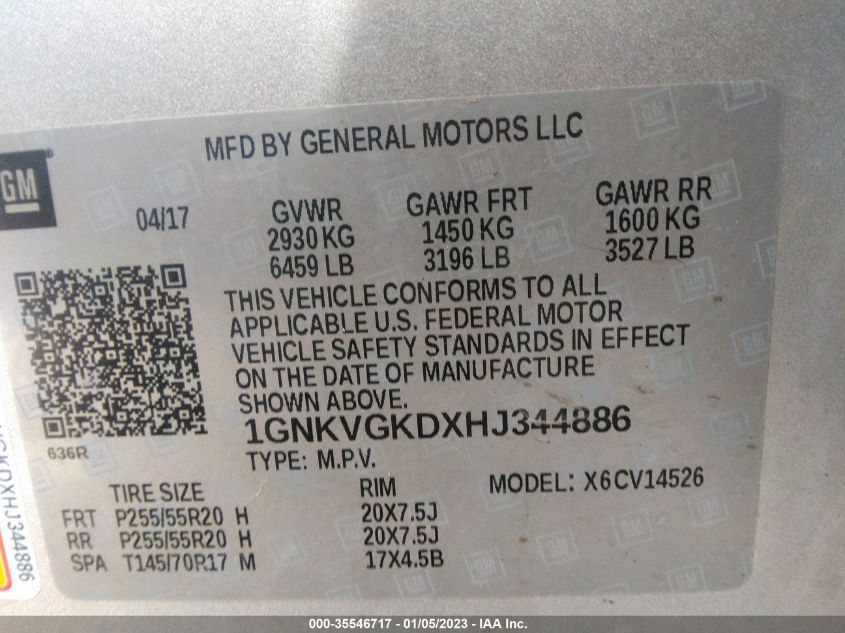 MFD BY GENERAL MOTORS LLC
GM
®
04/17
GVWR GAWR FRT GAWR RR
2930 KG 1450 KG 1600 KG
6459 LB 3196 LB 3527 LB
THIS VEHICLE CONFORMS TO ALL
APPLICABLE U.S. FEDERAL MOTOR
VEHICLE SAFETY STANDARDS IN EFFECT
ON THE DATE OF MANUFACTURE
SHOWN ABOVE.
636R
1GNKVGKDXHJ344886
TYPE: M.P.V.
MODEL: X6CV14526
TIRE SIZE RIM
FRT P255/55R20 H 20X7.5J
RR P255/55R20 H 20X7.5J
SPA T145/70R17 M 17X4.5B
GKDXHJ344886
000-35546717 - 01/05/2023 - IAA Inc.